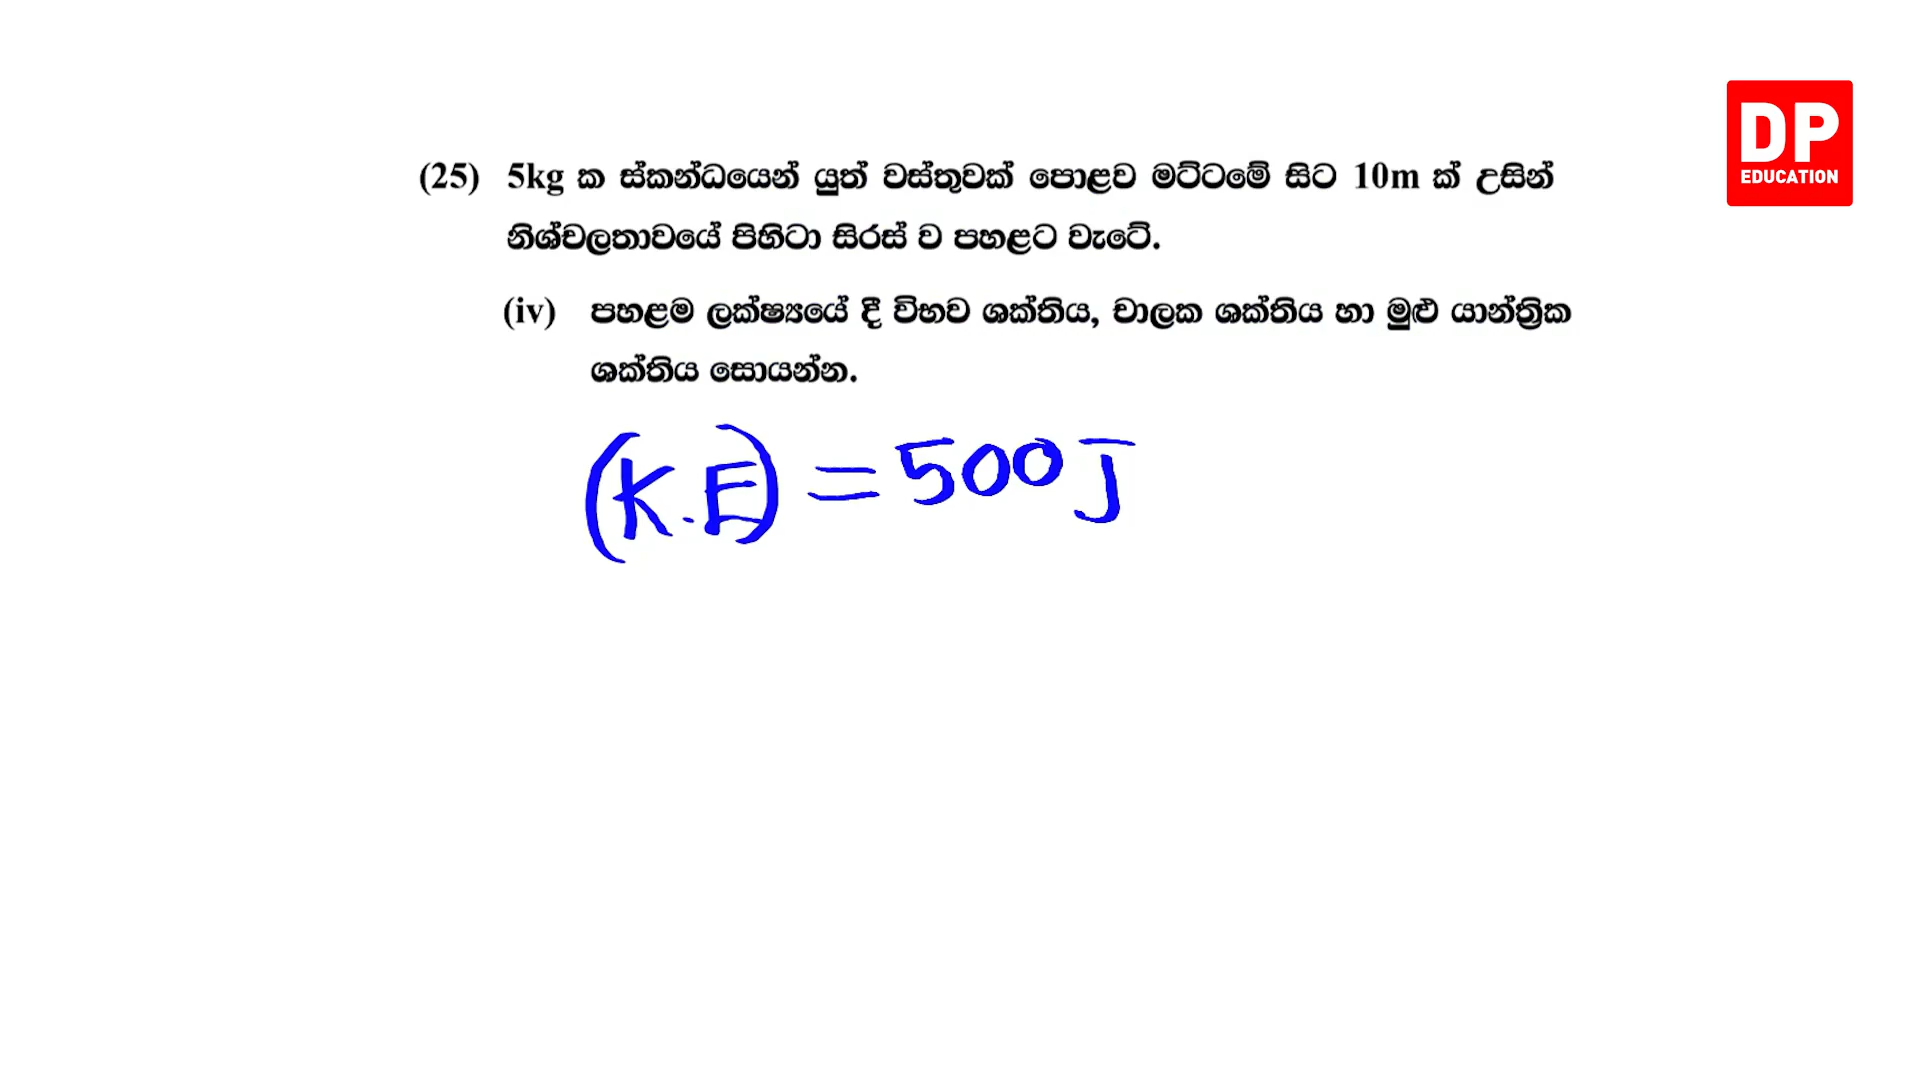 DP
EDUCATION
(25) 5kg ක ස්කන්ධයෙන් යුත් වස්තුවක් පොළව මට්ටමේ සිට 10m ක් උසින්
නිශ්චලතාවයේ පිහිටා සිරස් ව පහළට වැටේ.
(iv) පහළම ලක්ෂ්‍යයේ දී විභව ශක්තිය, චාලක ශක්තිය හා මුළු යාන්ත්‍රික
ශක්තිය සොයන්න.
(K.E) = 500J